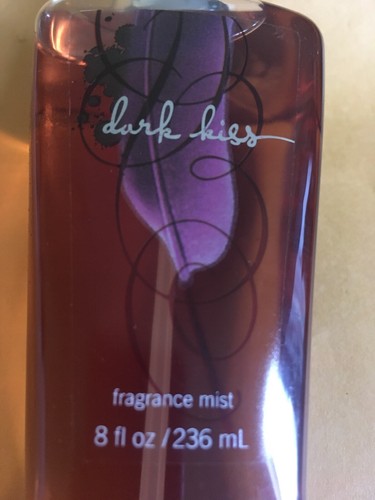 dark kiss
fragrance mist
8 fl oz / 236 mL